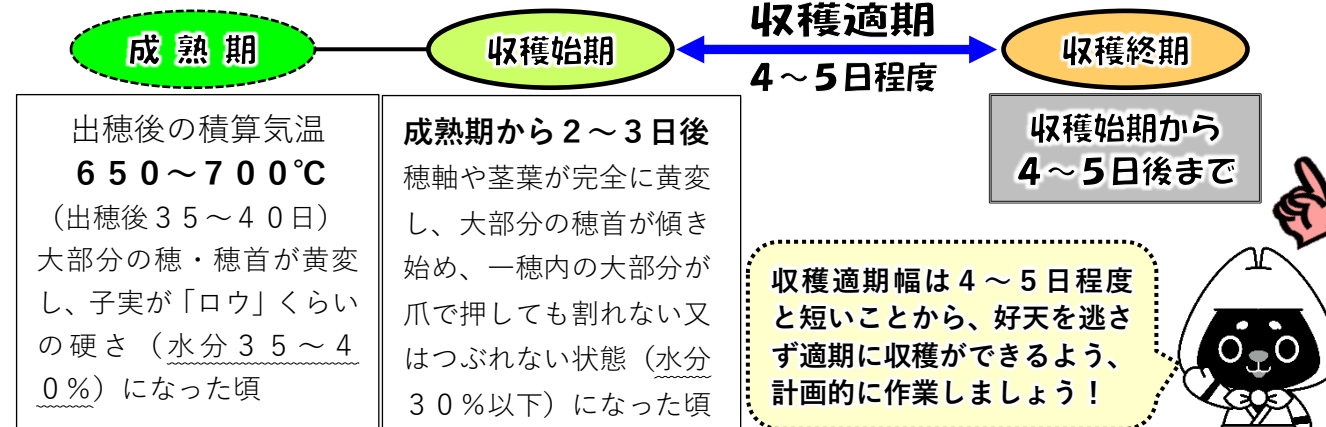 成熟期
収穫始期
収穫適期
4～5日程度
収穫終期
出穂後の積算気温
６５０～７００℃
（出穂後３５～４０日）
大部分の穂・穂首が黄変
し、子実が「ロウ」くらい
の硬さ（水分３５～４
０%）になった頃
成熟期から２～３日後
穂軸や茎葉が完全に黄変
し、大部分の穂首が傾き
始め、一穂内の大部分が
爪で押しても割れない又
はつぶれない状態（水分
３０%以下）になった頃
収穫始期から
4～5日後まで
収穫適期幅は４～５日程度
と短いことから、好天を逃さ
ず適期に収穫ができるよう、
計画的に作業しましょう！